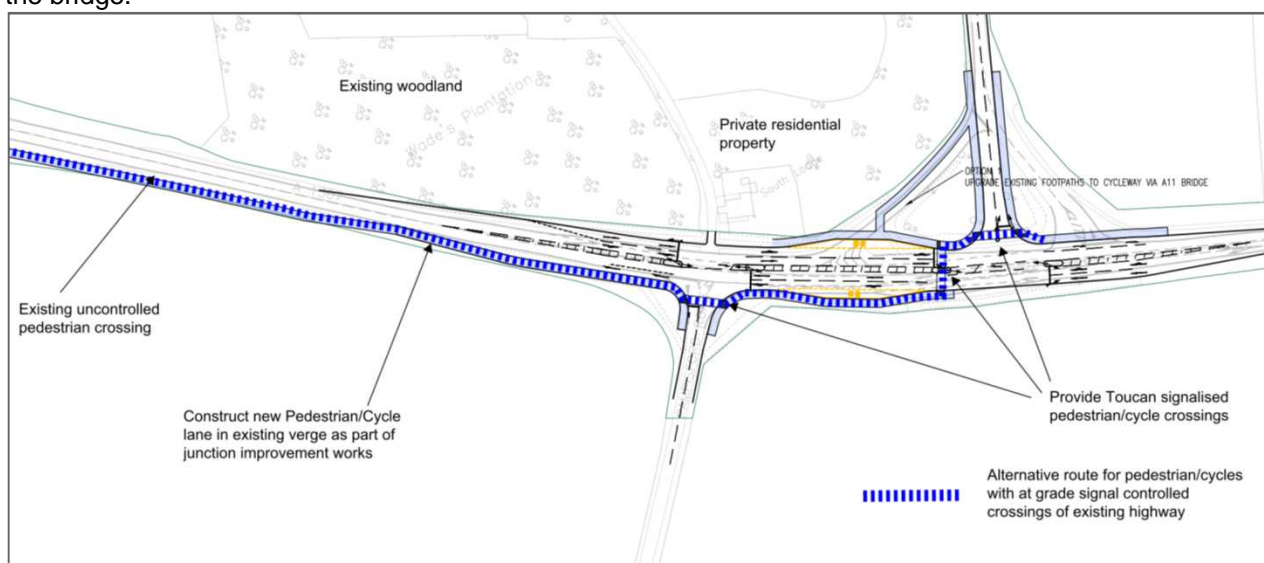 the bridge.
Existing woodland
Wade's Plantation
Private residential
property
South Lodge
OPTION 1
UPGRADE EXISTING FOOTPATHS TO CYCLEWAY VIA A11 BRIDGE
Existing uncontrolled
pedestrian crossing
Construct new Pedestrian/Cycle
lane in existing verge as part of
junction improvement works
Provide Toucan signalised
pedestrian/cycle crossings
Alternative route for pedestrian/cycles
with at grade signal controlled
crossings of existing highway